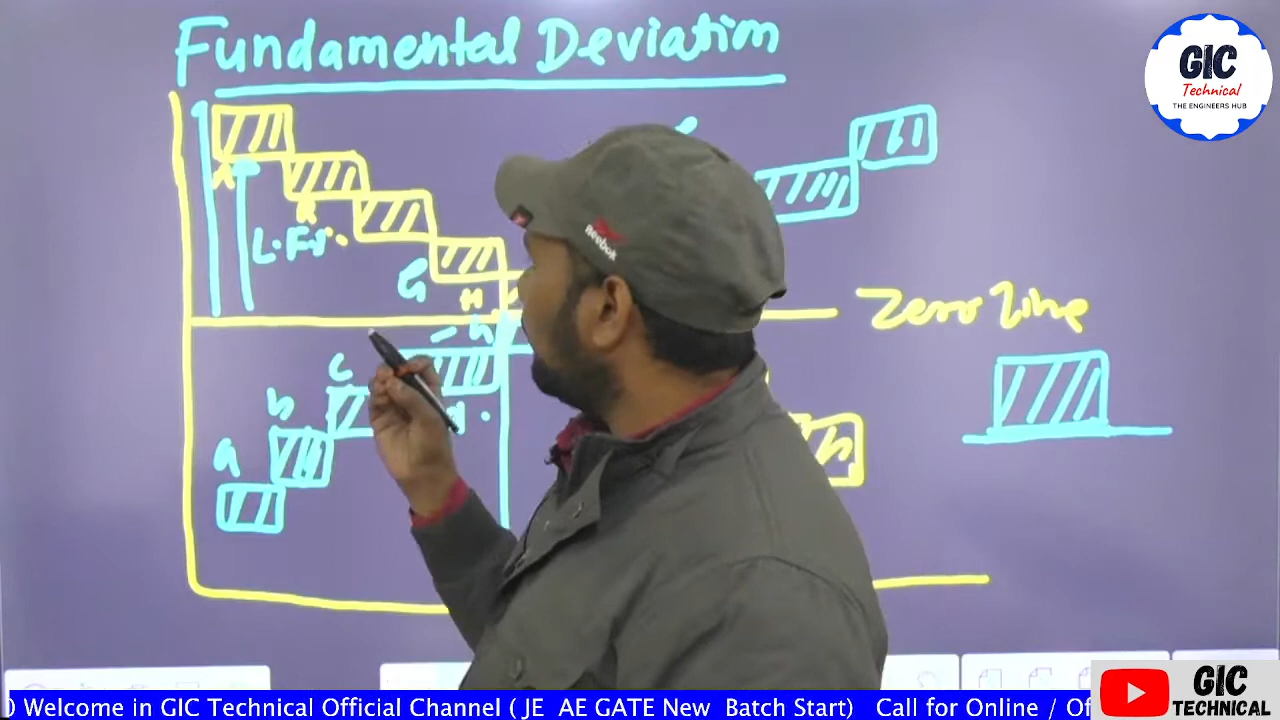 Fundamental Deviation
GIC
Technical
THE ENGINEERS HUB
A
L.F.
G
H
Zero Line
h
c
b
a
Reebok
Welcome in GIC Technical Official Channel ( JE AE GATE New Batch Start) Call for Online / Of
GIC
TECHNICAL